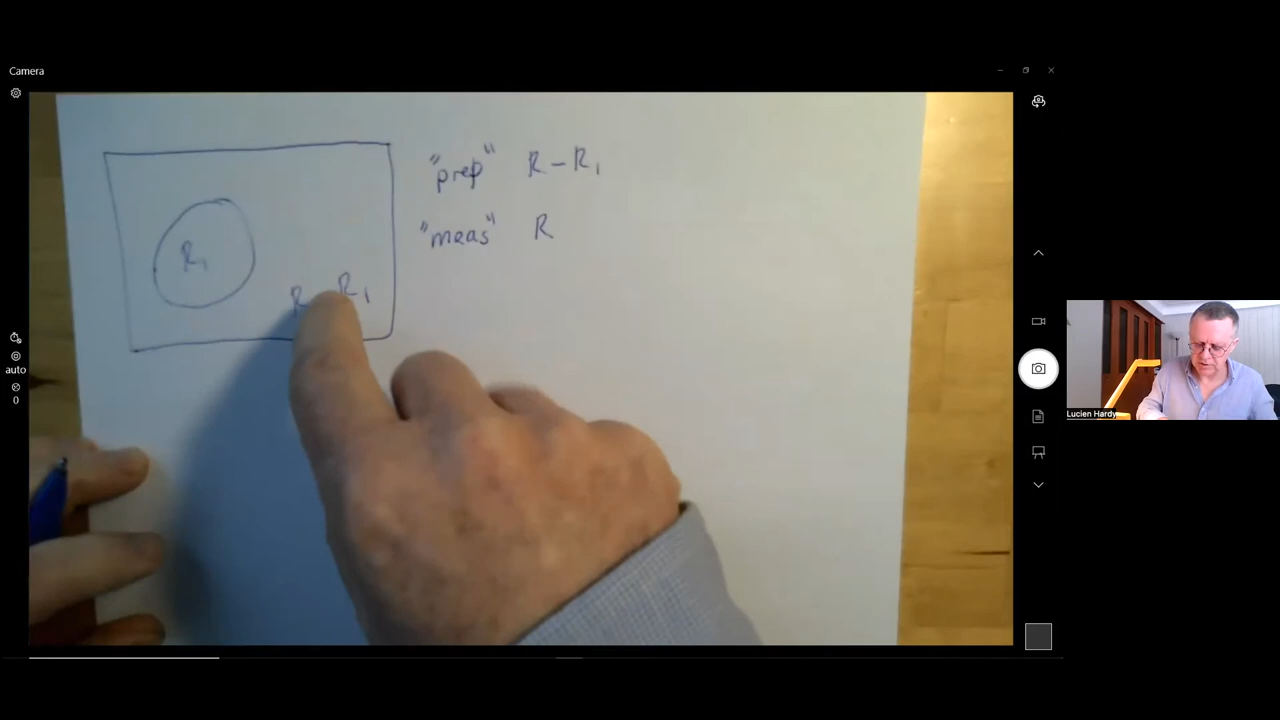 Camera
"prep" R - R₁
"meas" R
R₁
R R₁
auto
0
Lucien Hardy